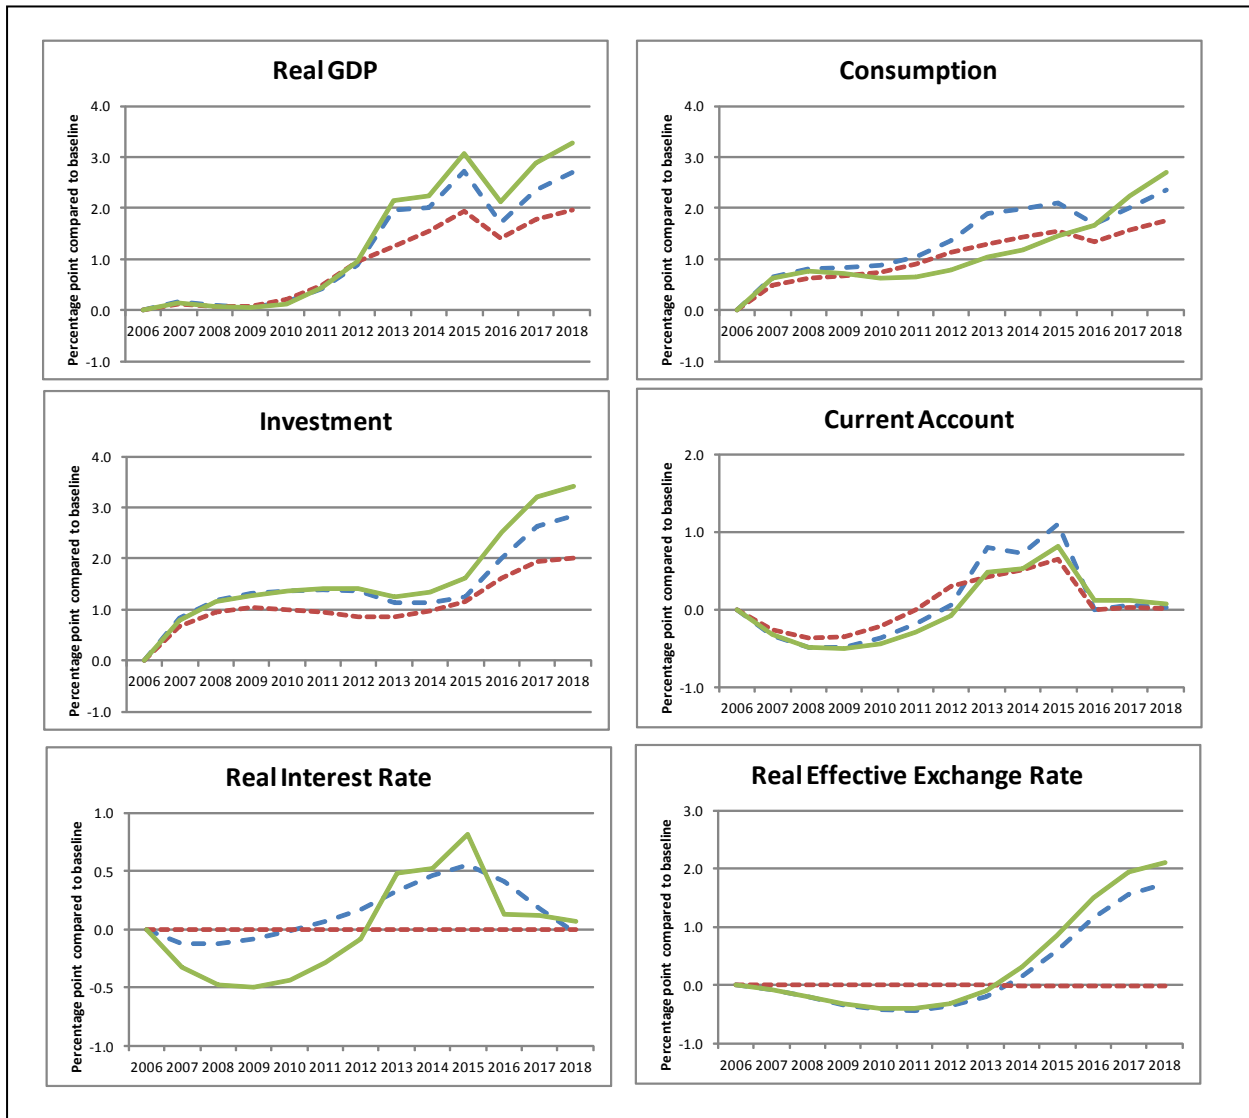 Real GDP
Percentage point compared to baseline
4.0
3.0
2.0
1.0
0.0
-1.0
2006 2007 2008 2009 2010 2011 2012 2013 2014 2015 2016 2017 2018
Consumption
Percentage point compared to baseline
4.0
3.0
2.0
1.0
0.0
-1.0
2006 2007 2008 2009 2010 2011 2012 2013 2014 2015 2016 2017 2018
Investment
Percentage point compared to baseline
4.0
3.0
2.0
1.0
0.0
-1.0
2006 2007 2008 2009 2010 2011 2012 2013 2014 2015 2016 2017 2018
Current Account
Percentage point compared to baseline
2.0
1.0
0.0
-1.0
2006 2007 2008 2009 2010 2011 2012 2013 2014 2015 2016 2017 2018
Real Interest Rate
Percentage point compared to baseline
1.0
0.5
0.0
-0.5
-1.0
2006 2007 2008 2009 2010 2011 2012 2013 2014 2015 2016 2017 2018
Real Effective Exchange Rate
Percentage point compared to baseline
3.0
2.0
1.0
0.0
-1.0
2006 2007 2008 2009 2010 2011 2012 2013 2014 2015 2016 2017 2018